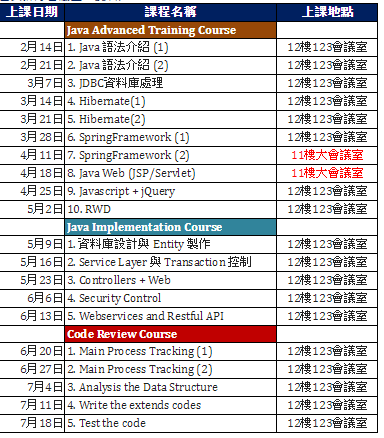 上課日期 課程名稱 上課地點
Java Advanced Training Course
2月14日 1. Java 語法介紹 (1) 12樓123會議室
2月21日 2. Java 語法介紹 (2) 12樓123會議室
3月7日 3. JDBC資料庫處理 12樓123會議室
3月14日 4. Hibernate(1) 12樓123會議室
3月21日 5. Hibernate(2) 12樓123會議室
3月28日 6. SpringFramework (1) 12樓123會議室
4月11日 7. SpringFramework (2) 11樓大會議室
4月18日 8. Java Web (JSP/Servlet) 11樓大會議室
4月25日 9. Javascript + jQuery 12樓123會議室
5月2日 10. RWD 12樓123會議室
Java Implementation Course
5月9日 1. 資料庫設計與 Entity 製作 12樓123會議室
5月16日 2. Service Layer 與 Transaction 控制 12樓123會議室
5月23日 3. Controllers + Web 12樓123會議室
6月6日 4. Security Control 12樓123會議室
6月13日 5. Webservices and Restful API 12樓123會議室
Code Review Course
6月20日 1. Main Process Tracking (1) 12樓123會議室
6月27日 2. Main Process Tracking (2) 12樓123會議室
7月4日 3. Analysis the Data Structure 12樓123會議室
7月11日 4. Write the extends codes 12樓123會議室
7月18日 5. Test the code 12樓123會議室